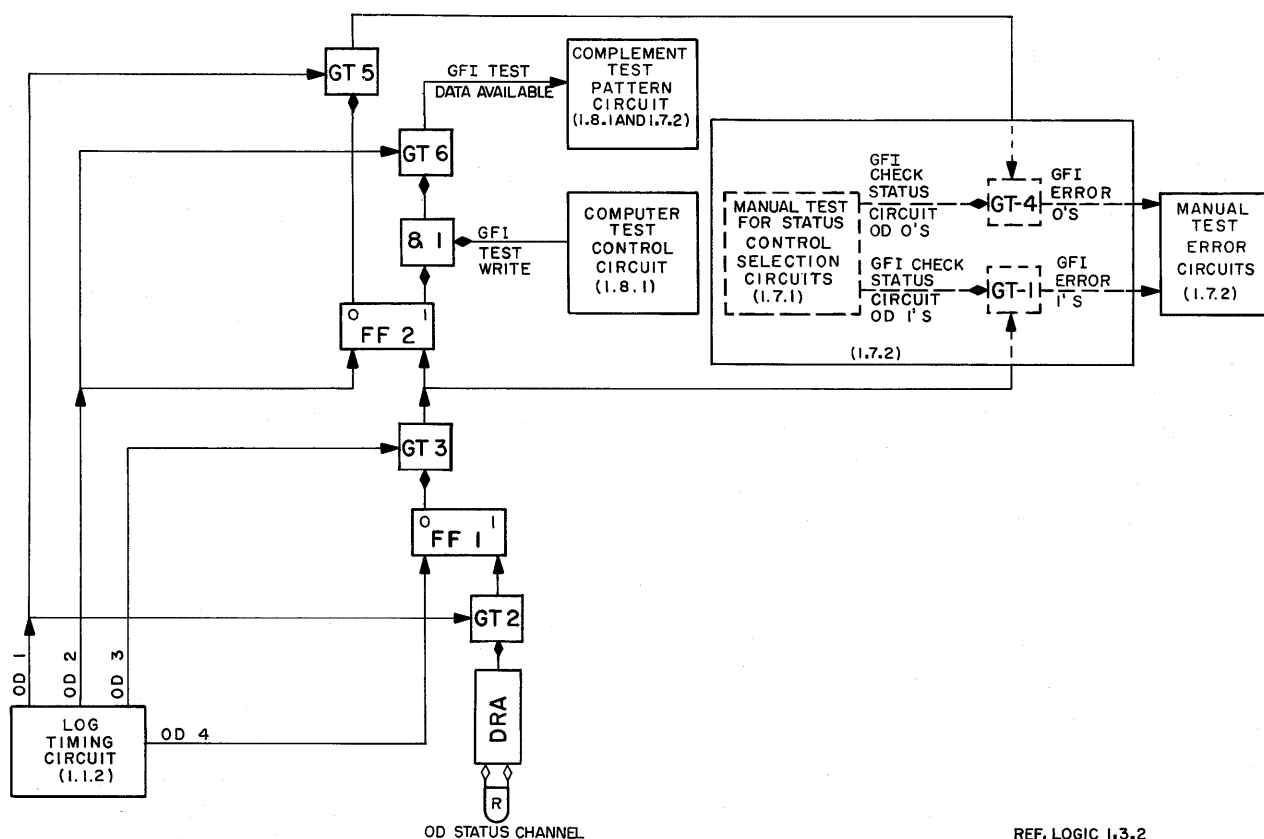 GT 5
GFI TEST
DATA AVAILABLE
COMPLEMENT
TEST
PATTERN
CIRCUIT
(1.8.1 AND 1.7.2)
GT 6
& 1
GFI
TEST
WRITE
COMPUTER
TEST
CONTROL
CIRCUIT
(1.8.1)
0 1
FF 2
MANUAL TEST
FOR STATUS
CONTROL
SELECTION
CIRCUITS
(1.7.1)
GFI
CHECK
STATUS
CIRCUIT
OD 0'S
GT-4
GFI
ERROR
0'S
GFI CHECK
STATUS
CIRCUIT
OD 1'S
GT-1
GFI
ERROR
1'S
(1.7.2)
MANUAL
TEST
ERROR
CIRCUITS
(1.7.2)
GT 3
0 1
FF 1
GT 2
OD 1
OD 2
OD 3
LOG
TIMING
CIRCUIT
(1.1.2)
OD 4
DRA
R
OD STATUS CHANNEL
REF. LOGIC 1.3.2